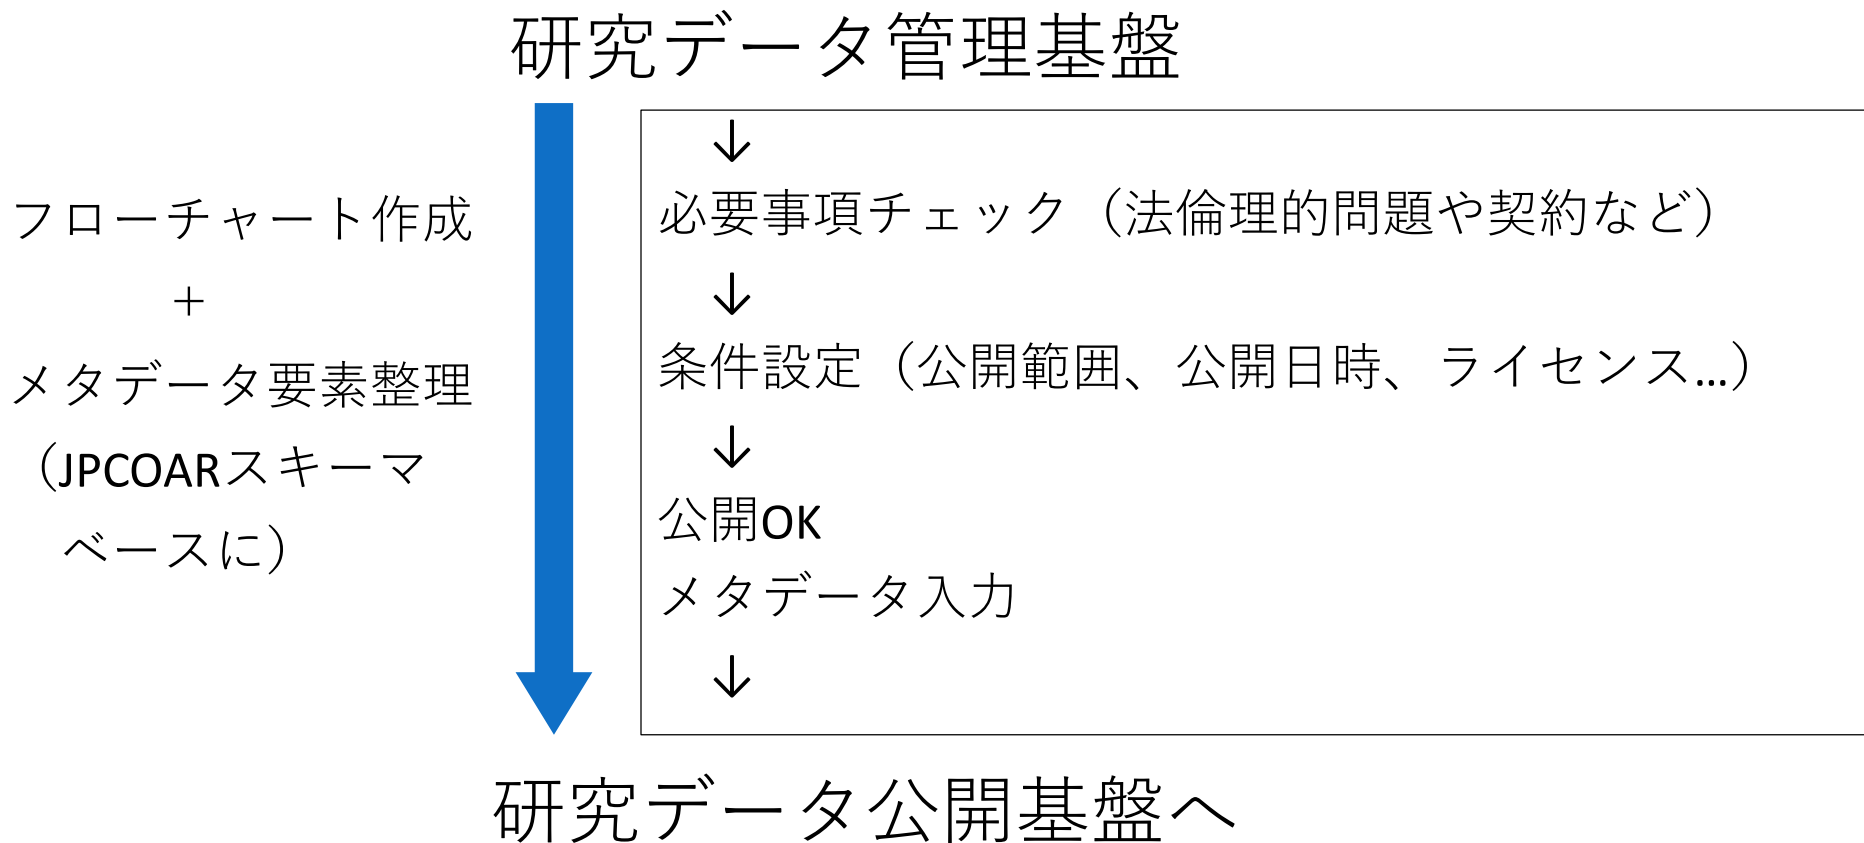 研究データ管理基盤
フローチャート作成
+
メタデータ要素整理
（JPCOARスキーマ
ベースに）
↓
必要事項チェック（法倫理的問題や契約など）
↓
条件設定（公開範囲、公開日時、ライセンス…）
↓
公開OK
メタデータ入力
↓
研究データ公開基盤へ